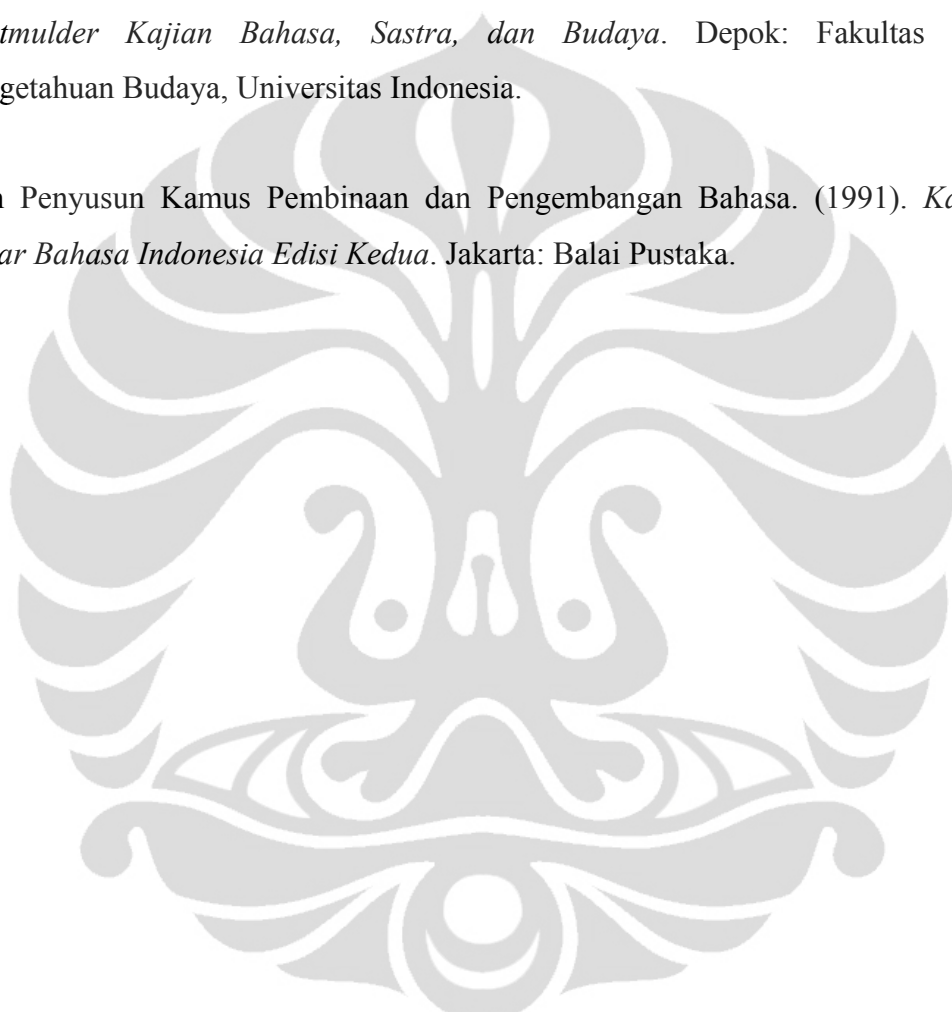 tmulder Kajian Bahasa, Sastra, dan Budaya. Depok: Fakultas
getahuan Budaya, Universitas Indonesia.
Penyusun Kamus Pembinaan dan Pengembangan Bahasa. (1991). Ka
ar Bahasa Indonesia Edisi Kedua. Jakarta: Balai Pustaka.